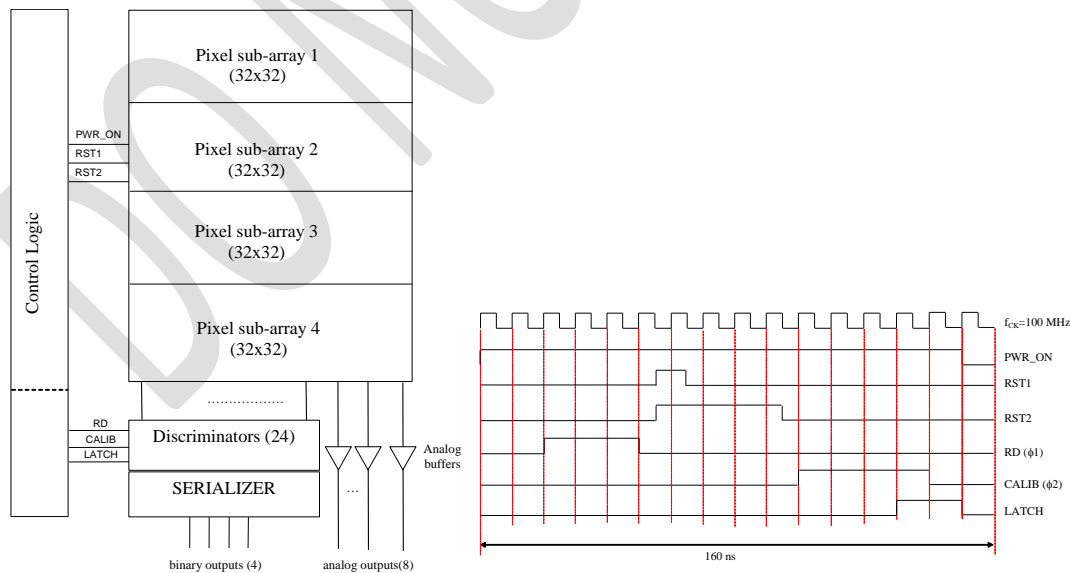 Pixel sub-array 1
(32x32)
PWR_ON
RST1
RST2
Pixel sub-array 2
(32x32)
Pixel sub-array 3
(32x32)
Control Logic
Pixel sub-array 4
(32x32)
..................
RD
CALIB
LATCH
Discriminators (24)
SERIALIZER
Analog
buffers
...
binary outputs (4)
analog outputs(8)
fCK=100 MHz
PWR_ON
RST1
RST2
RD (ϕ1)
CALIB (ϕ2)
LATCH
160 ns